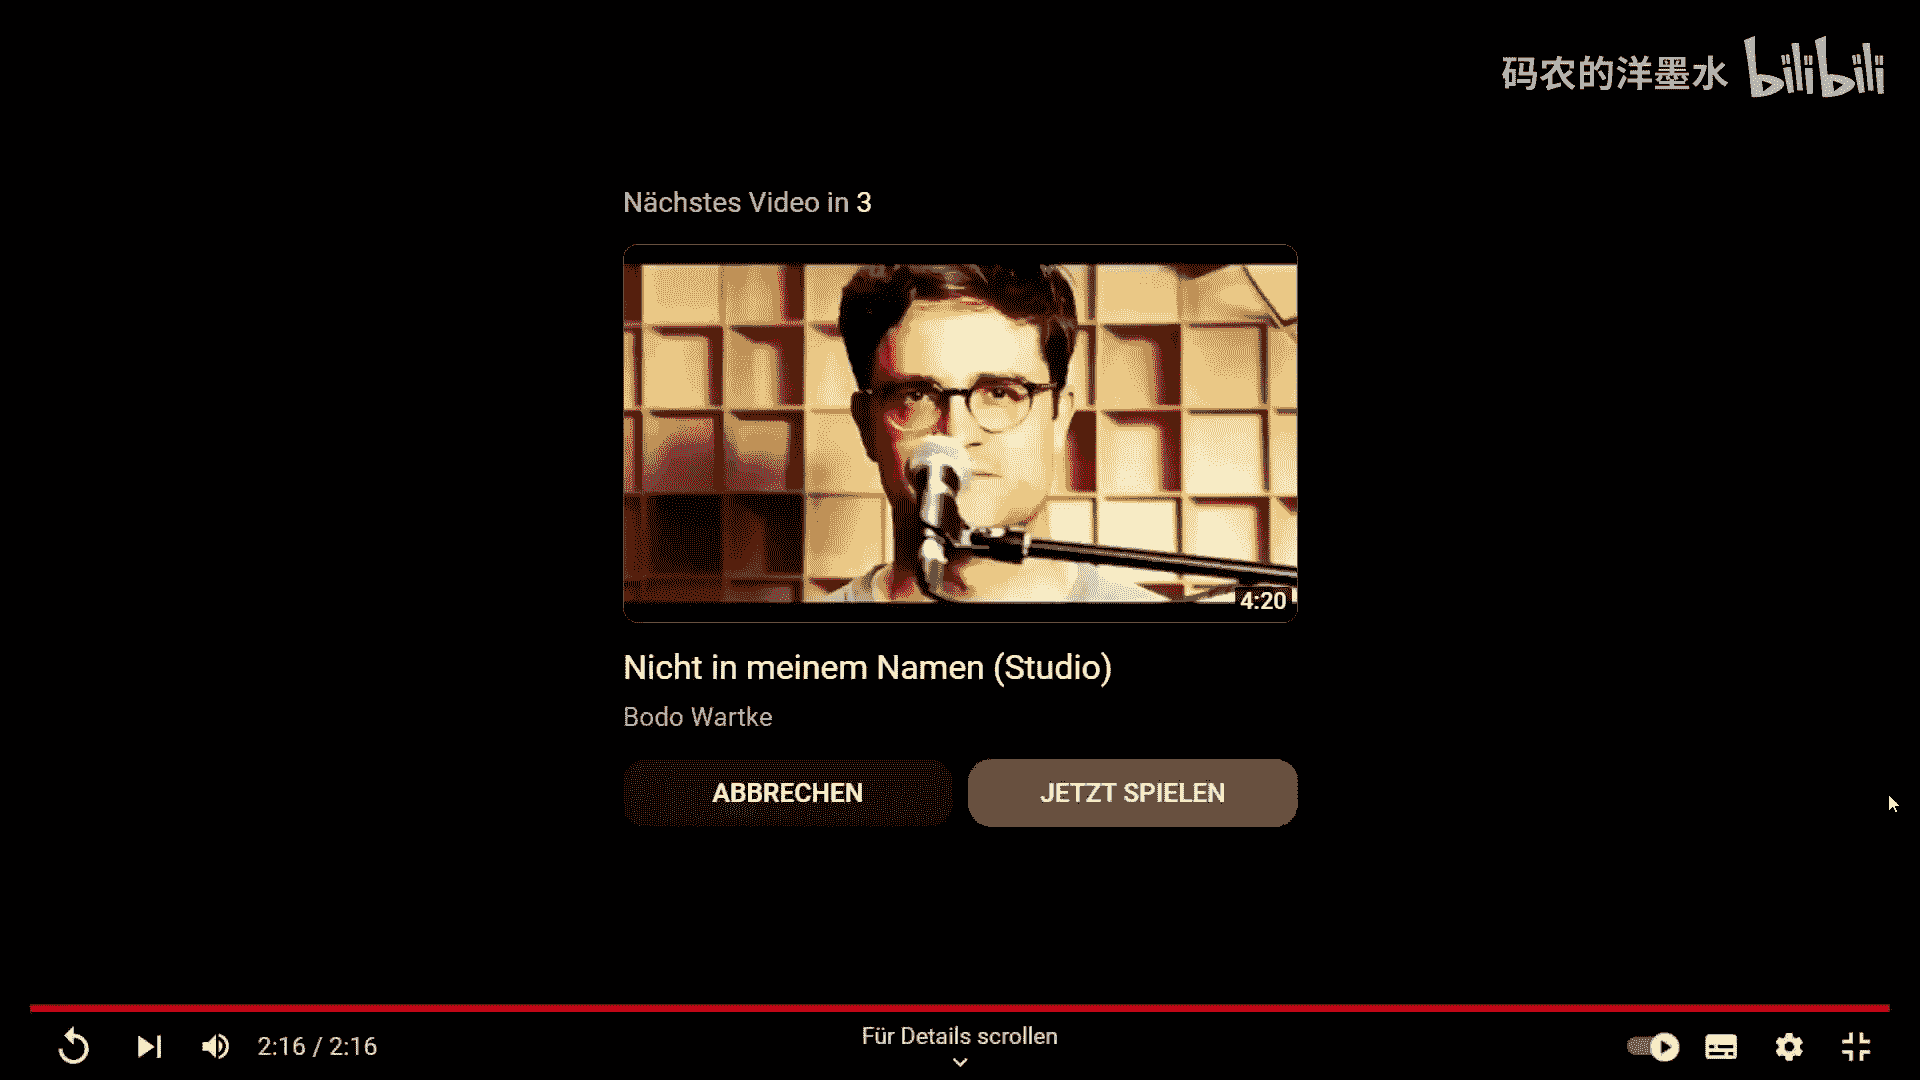 码农的洋墨水 bilibili
Nächstes Video in 3
4:20
Nicht in meinem Namen (Studio)
Bodo Wartke
ABBRECHEN
JETZT SPIELEN
Für Details scrollen
2:16 / 2:16